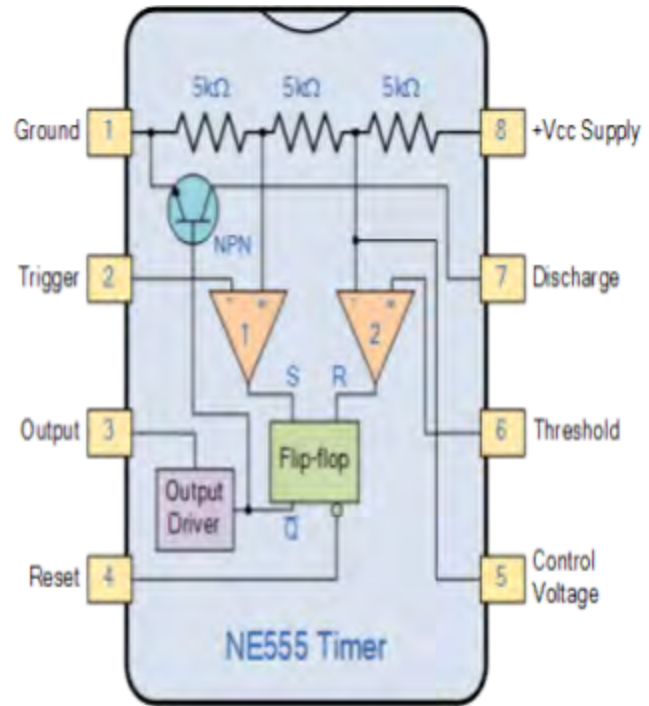 5kΩ 5kΩ 5kΩ
Ground 1
8 +Vcc Supply
NPN
Trigger 2
7 Discharge
- +
- +
1
2
S R
Output 3
6 Threshold
Flip-flop
Output
Driver
Q̅
Reset 4
5 Control
Voltage
NE555 Timer